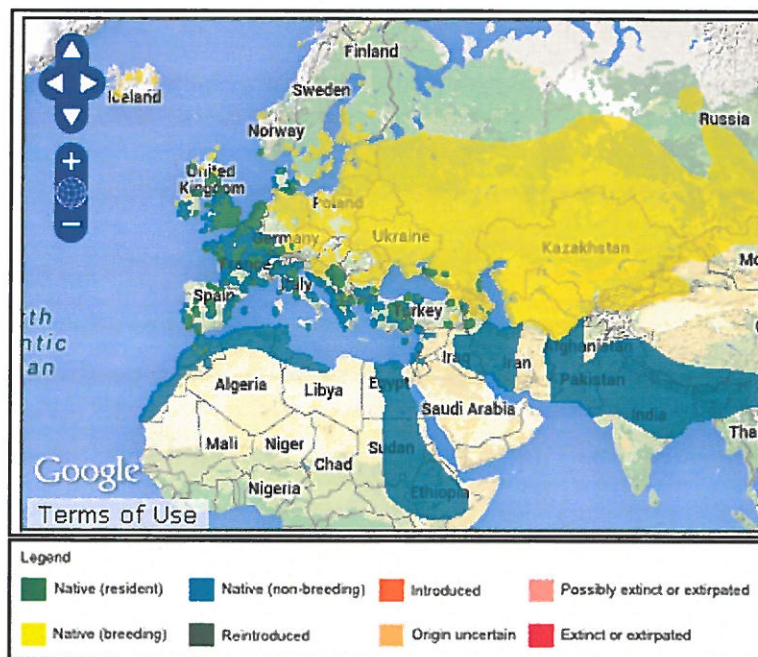 Finland
Iceland
Sweden
Russia
Norway
United
Kingdom
Germany
Ukraine
Kazakhstan
Italy
Spain
Turkey
Iraq
Iran
Afghanistan
Pakistan
Algeria
Libya
Egypt
Saudi Arabia
India
Mali
Niger
Chad
Sudan
Nigeria
Ethiopia
Google
Terms of Use
Legend
Native (resident)
Native (non-breeding)
Introduced
Possibly extinct or extirpated
Native (breeding)
Reintroduced
Origin uncertain
Extinct or extirpated